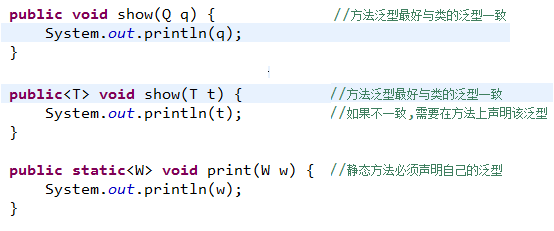 public void show(Q q) { //方法泛型最好与类的泛型一致
System.out.println(q);
}
public<T> void show(T t) { //方法泛型最好与类的泛型一致
System.out.println(t); //如果不一致,需要在方法上声明该泛型
}
public static<W> void print(W w) { //静态方法必须声明自己的泛型
System.out.println(w);
}